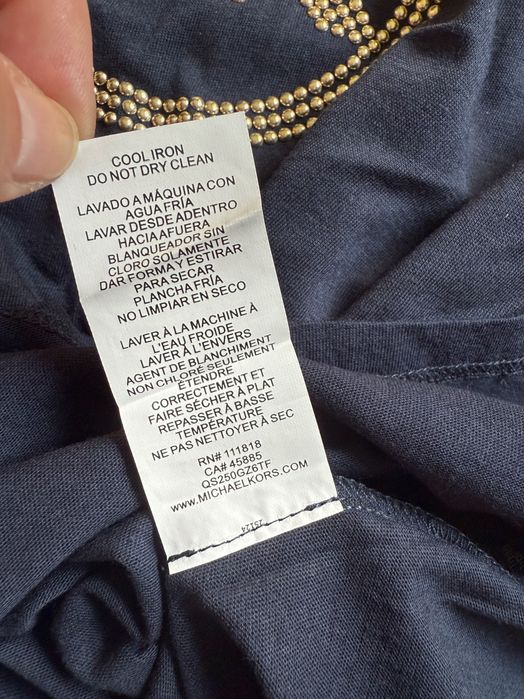 COOL IRON
DO NOT DRY CLEAN
LAVADO A MÁQUINA CON
AGUA FRÍA
LAVAR DESDE ADENTRO
HACIA AFUERA
BLANQUEADOR SIN
CLORO SOLAMENTE
DAR FORMA Y ESTIRAR
PARA SECAR
PLANCHA FRÍA
NO LIMPIAR EN SECO
LAVER À LA MACHINE À
L'EAU FROIDE
LAVER À L'ENVERS
AGENT DE BLANCHIMENT
NON CHLORÉ SEULEMENT
ÉTENDRE
CORRECTEMENT ET
FAIRE SÉCHER À PLAT
REPASSER À BASSE
TEMPÉRATURE
NE PAS NETTOYER À SEC
RN# 111818
CA# 45885
QS250GZ6TF
WWW.MICHAELKORS.COM